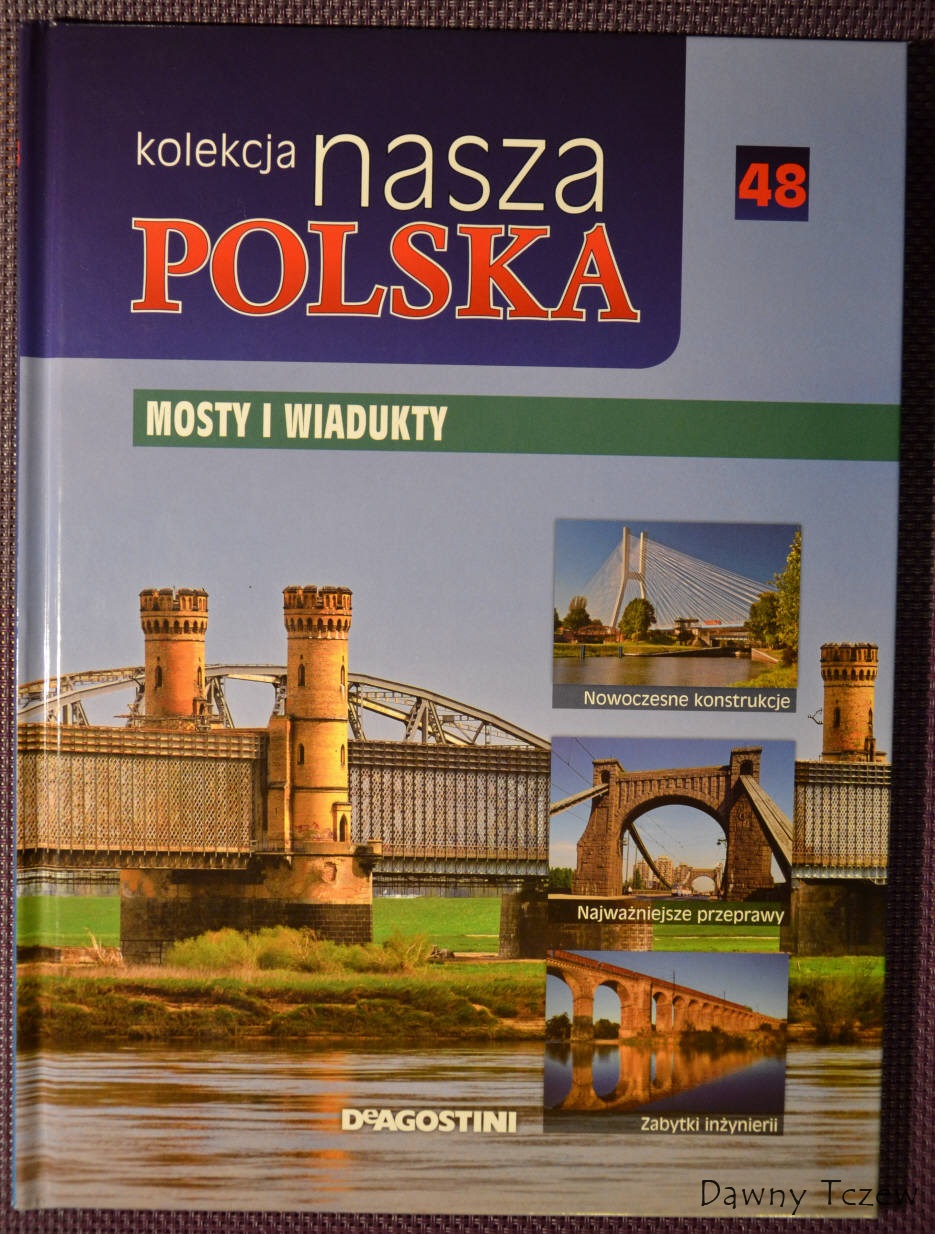 kolekcja nasza
POLSKA
48
MOSTY I WIADUKTY
Nowoczesne konstrukcje
Najważniejsze przeprawy
Zabytki inżynierii
DeAGOSTINI
Dawny Tczew